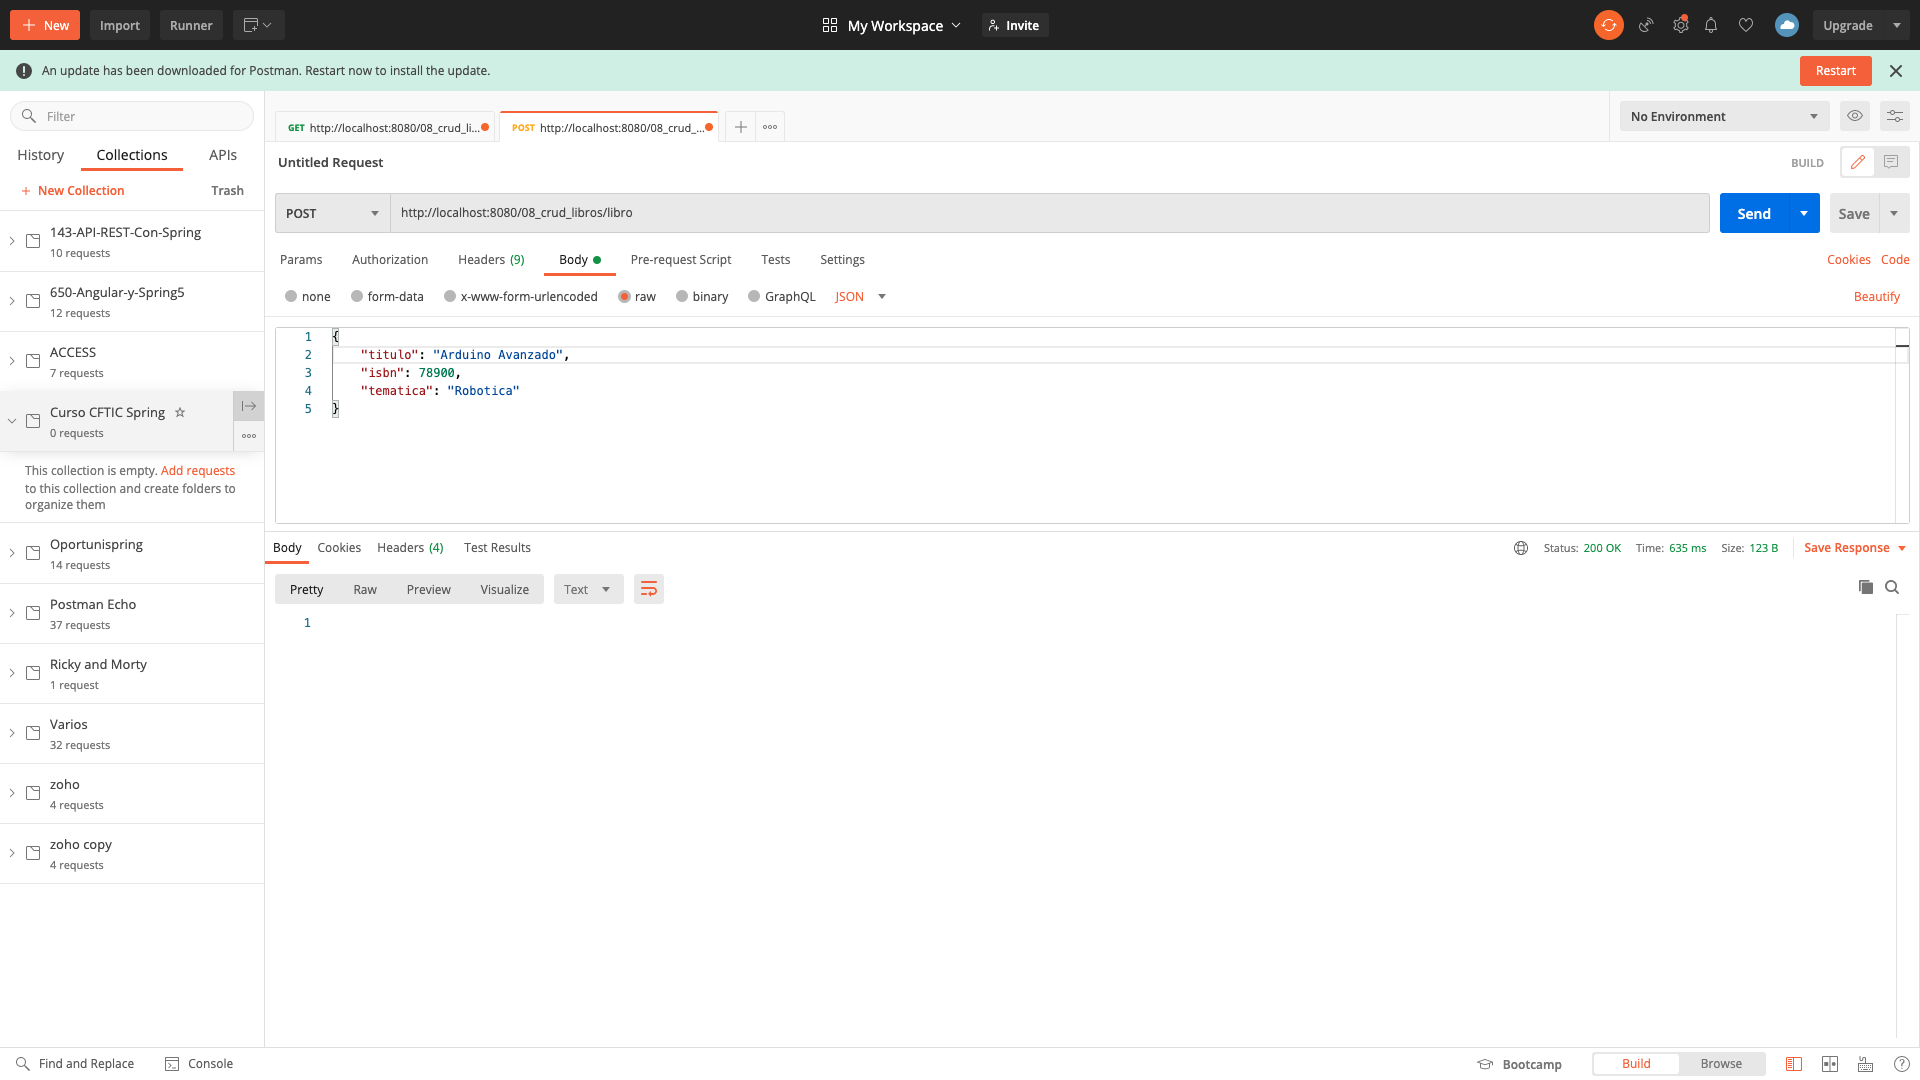 New
Import
Runner
My Workspace
Invite
Upgrade
An update has been downloaded for Postman. Restart now to install the update.
Restart
Filter
History
Collections
APIs
New Collection
Trash
143-API-REST-Con-Spring
10 requests
650-Angular-y-Spring5
12 requests
ACCESS
7 requests
Curso CFTIC Spring
0 requests
This collection is empty. Add requests
to this collection and create folders to
organize them
Oportunispring
14 requests
Postman Echo
37 requests
Ricky and Morty
1 request
Varios
32 requests
zoho
4 requests
zoho copy
4 requests
GET http://localhost:8080/08_crud_li...
POST http://localhost:8080/08_crud_...
No Environment
Untitled Request
BUILD
POST
http://localhost:8080/08_crud_libros/libro
Send
Save
Params
Authorization
Headers (9)
Body
Pre-request Script
Tests
Settings
Cookies
Code
none
form-data
x-www-form-urlencoded
raw
binary
GraphQL
JSON
Beautify
1 {
2 "titulo": "Arduino Avanzado",
3 "isbn": 78900,
4 "tematica": "Robotica"
5 }
Body
Cookies
Headers (4)
Test Results
Status: 200 OK
Time: 635 ms
Size: 123 B
Save Response
Pretty
Raw
Preview
Visualize
Text
1
Find and Replace
Console
Bootcamp
Build
Browse